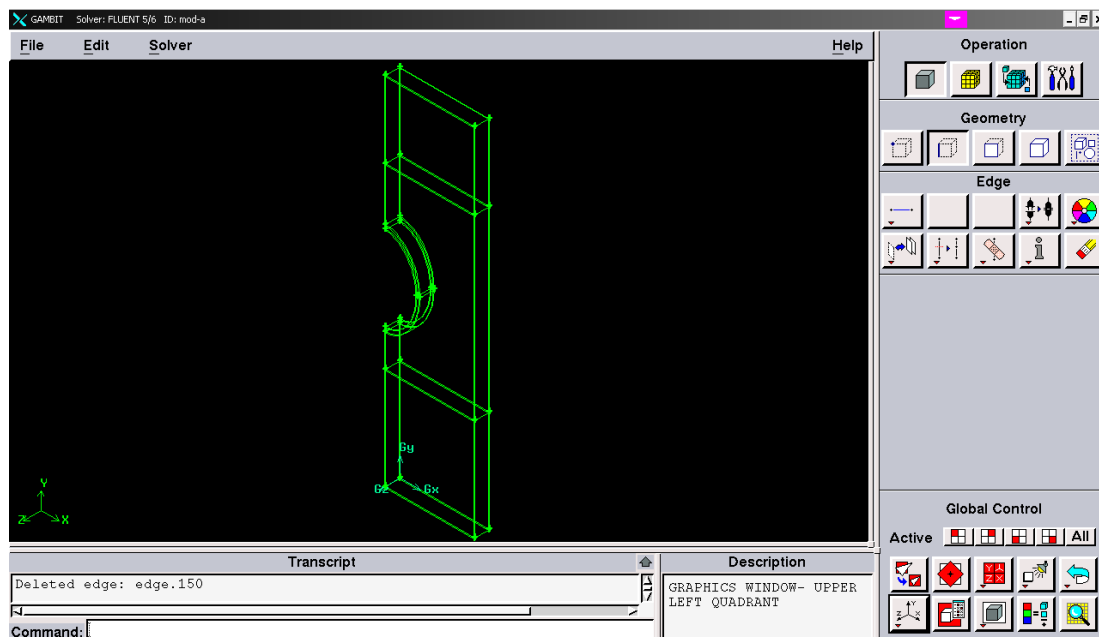 GAMBIT Solver: FLUENT 5/6 ID: mod-a
File Edit Solver Help
Operation
Geometry
Edge
Gy
Gz Gx
Y
Z X
Global Control
Active All
Transcript
Description
Deleted edge: edge.150
GRAPHICS WINDOW- UPPER
LEFT QUADRANT
Command: